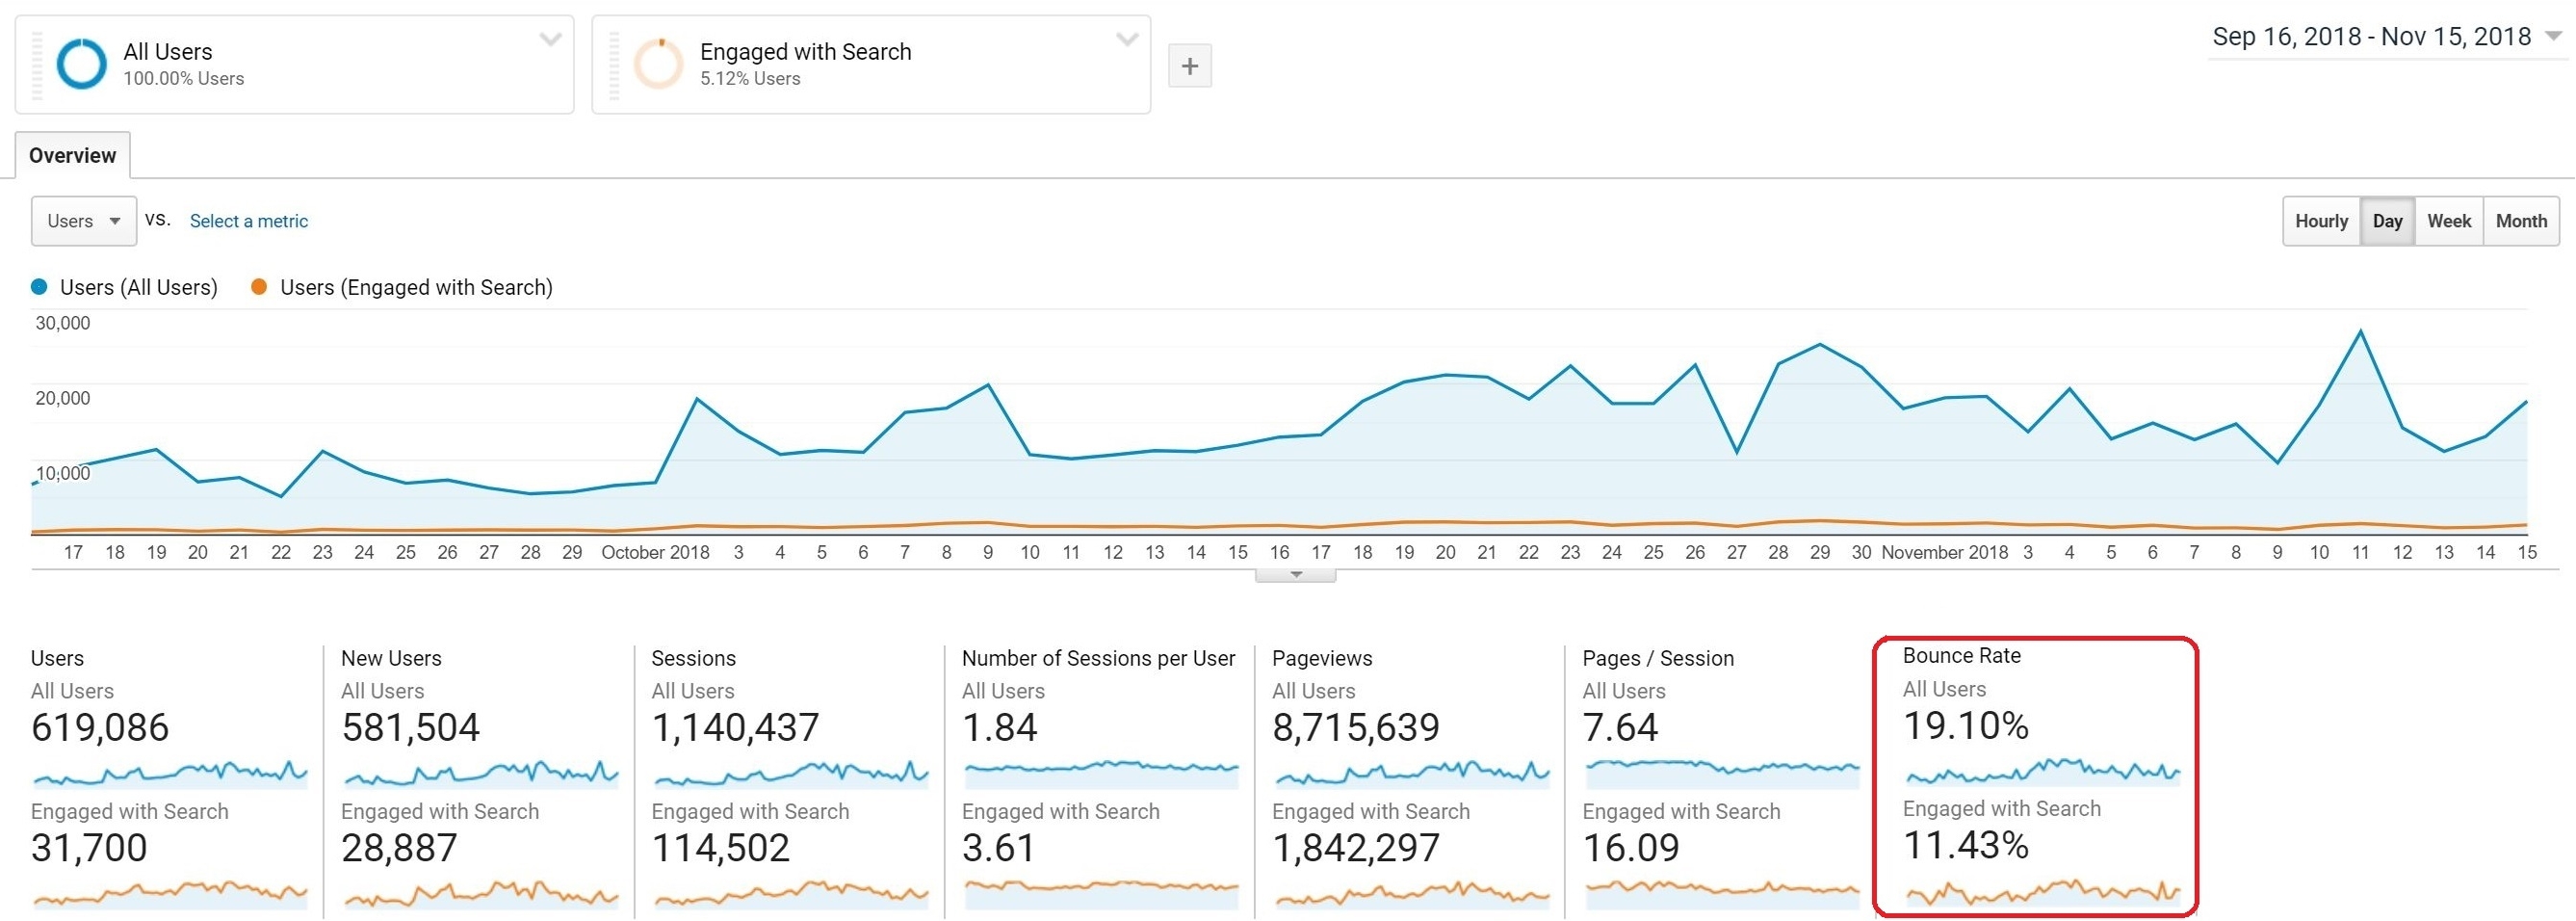 All Users
100.00% Users
Engaged with Search
5.12% Users
+
Sep 16, 2018 - Nov 15, 2018
Overview
Users
vs.
Select a metric
Hourly
Day
Week
Month
Users (All Users)
Users (Engaged with Search)
30,000
20,000
10,000
17 18 19 20 21 22 23 24 25 26 27 28 29 October 2018 3 4 5 6 7 8 9 10 11 12 13 14 15 16 17 18 19 20 21 22 23 24 25 26 27 28 29 30 November 2018 3 4 5 6 7 8 9 10 11 12 13 14 15
Users
All Users
619,086
Engaged with Search
31,700
New Users
All Users
581,504
Engaged with Search
28,887
Sessions
All Users
1,140,437
Engaged with Search
114,502
Number of Sessions per User
All Users
1.84
Engaged with Search
3.61
Pageviews
All Users
8,715,639
Engaged with Search
1,842,297
Pages / Session
All Users
7.64
Engaged with Search
16.09
Bounce Rate
All Users
19.10%
Engaged with Search
11.43%